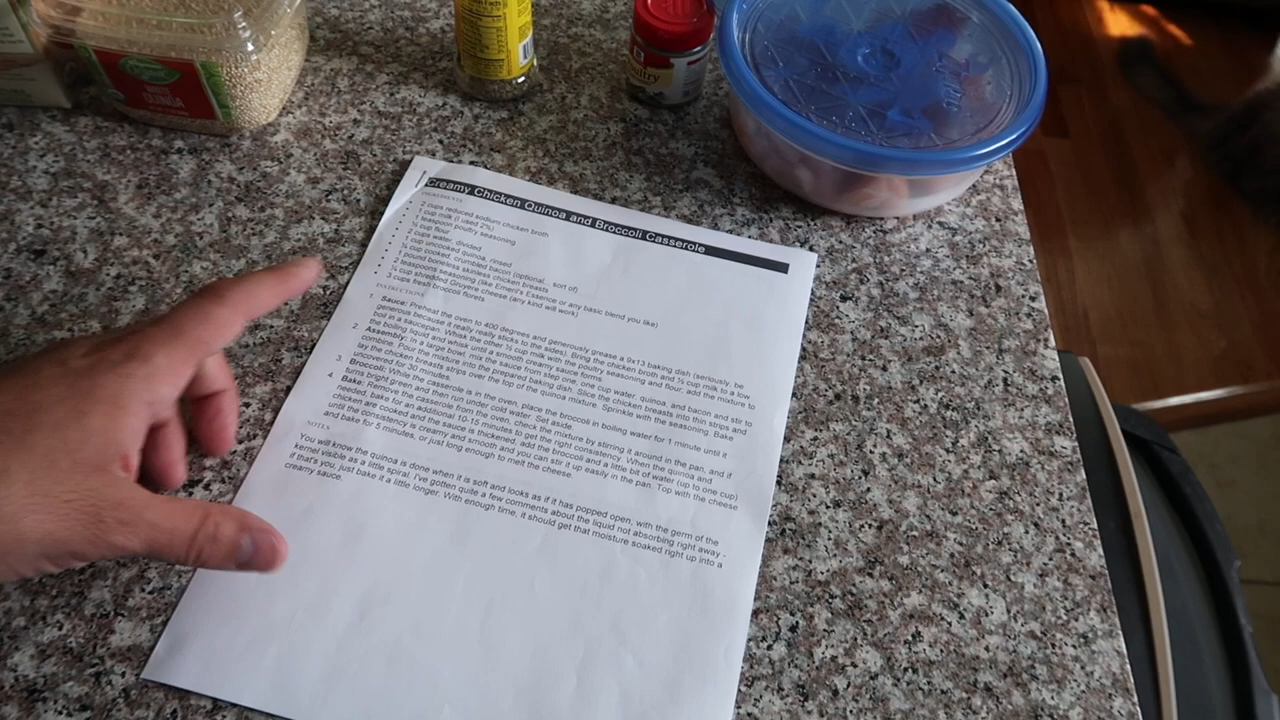 WHITE
QUINOA
Poultry
Ziploc
Creamy Chicken Quinoa and Broccoli Casserole
INGREDIENTS
2 cups reduced sodium chicken broth
1 cup milk (I used 2%)
1 teaspoon poultry seasoning
½ cup flour
2 cups water, divided
1 cup uncooked quinoa, rinsed
¼ cup cooked, crumbled bacon (optional... sort of)
1 pound boneless skinless chicken breasts
2 teaspoons seasoning (like Emeril's Essence or any basic blend you like)
¼ cup shredded Gruyere cheese (any kind will work)
3 cups fresh broccoli florets
INSTRUCTIONS
1. Sauce: Preheat the oven to 400 degrees and generously grease a 9x13 baking dish (seriously, be
generous because it really really sticks to the sides). Bring the chicken broth and ½ cup milk to a low
boil in a saucepan. Whisk the other ½ cup milk with the poultry seasoning and flour; add the mixture to
the boiling liquid and whisk until a smooth creamy sauce forms.
2. Assembly: In a large bowl, mix the sauce from step one, one cup water, quinoa, and bacon and stir to
combine. Pour the mixture into the prepared baking dish. Slice the chicken breasts into thin strips and
lay the chicken breasts strips over the top of the quinoa mixture. Sprinkle with the seasoning. Bake
uncovered for 30 minutes.
3. Broccoli: While the casserole is in the oven, place the broccoli in boiling water for 1 minute until it
turns bright green and then run under cold water. Set aside.
4. Bake: Remove the casserole from the oven, check the mixture by stirring it around in the pan, and if
needed, bake for an additional 10-15 minutes to get the right consistency. When the quinoa and
chicken are cooked and the sauce is thickened, add the broccoli and a little bit of water (up to one cup)
until the consistency is creamy and smooth and you can stir it up easily in the pan. Top with the cheese
and bake for 5 minutes, or just long enough to melt the cheese.
NOTES
You will know the quinoa is done when it is soft and looks as if it has popped open, with the germ of the
kernel visible as a little spiral. I've gotten quite a few comments about the liquid not absorbing right away -
if that's you, just bake it a little longer. With enough time, it should get that moisture soaked right up into a
creamy sauce.